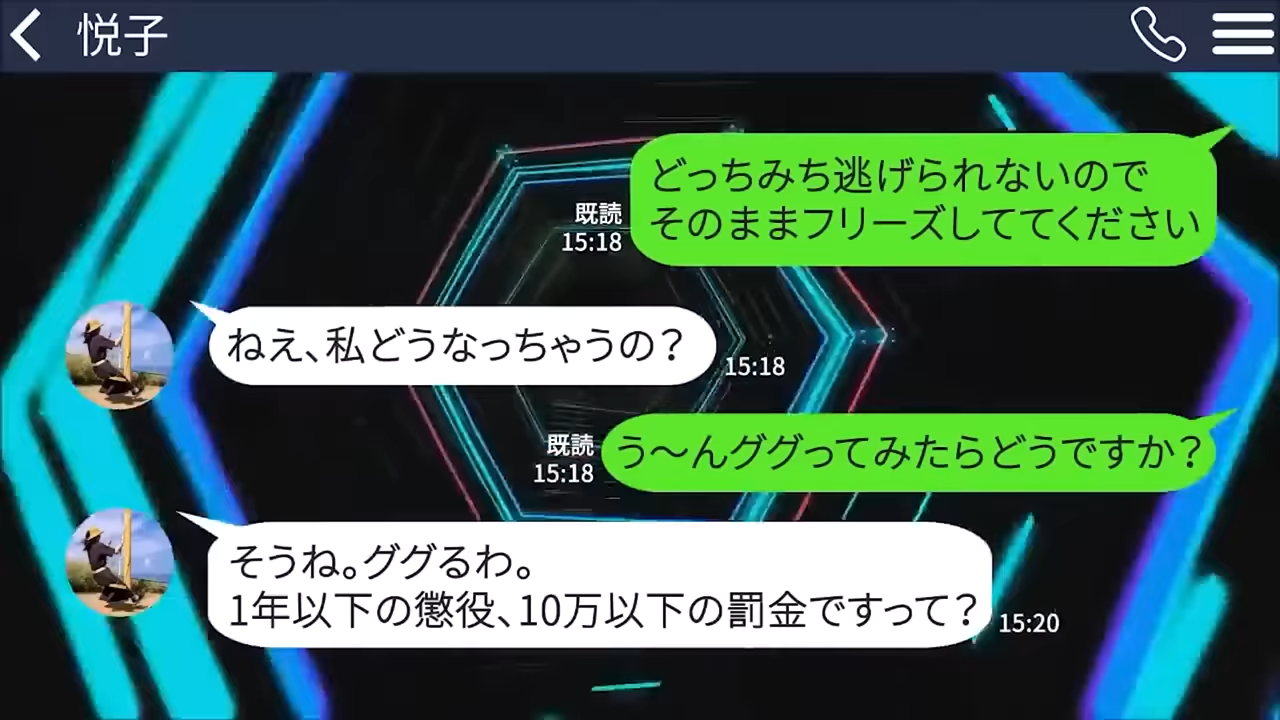 悦子
どっちみち逃げられないので
そのままフリーズしててください
既読
15:18
ねえ、私どうなっちゃうの？
15:18
う〜んググってみたらどうですか？
既読
15:18
そうね。ググるわ。
1年以下の懲役、10万以下の罰金ですって？
15:20